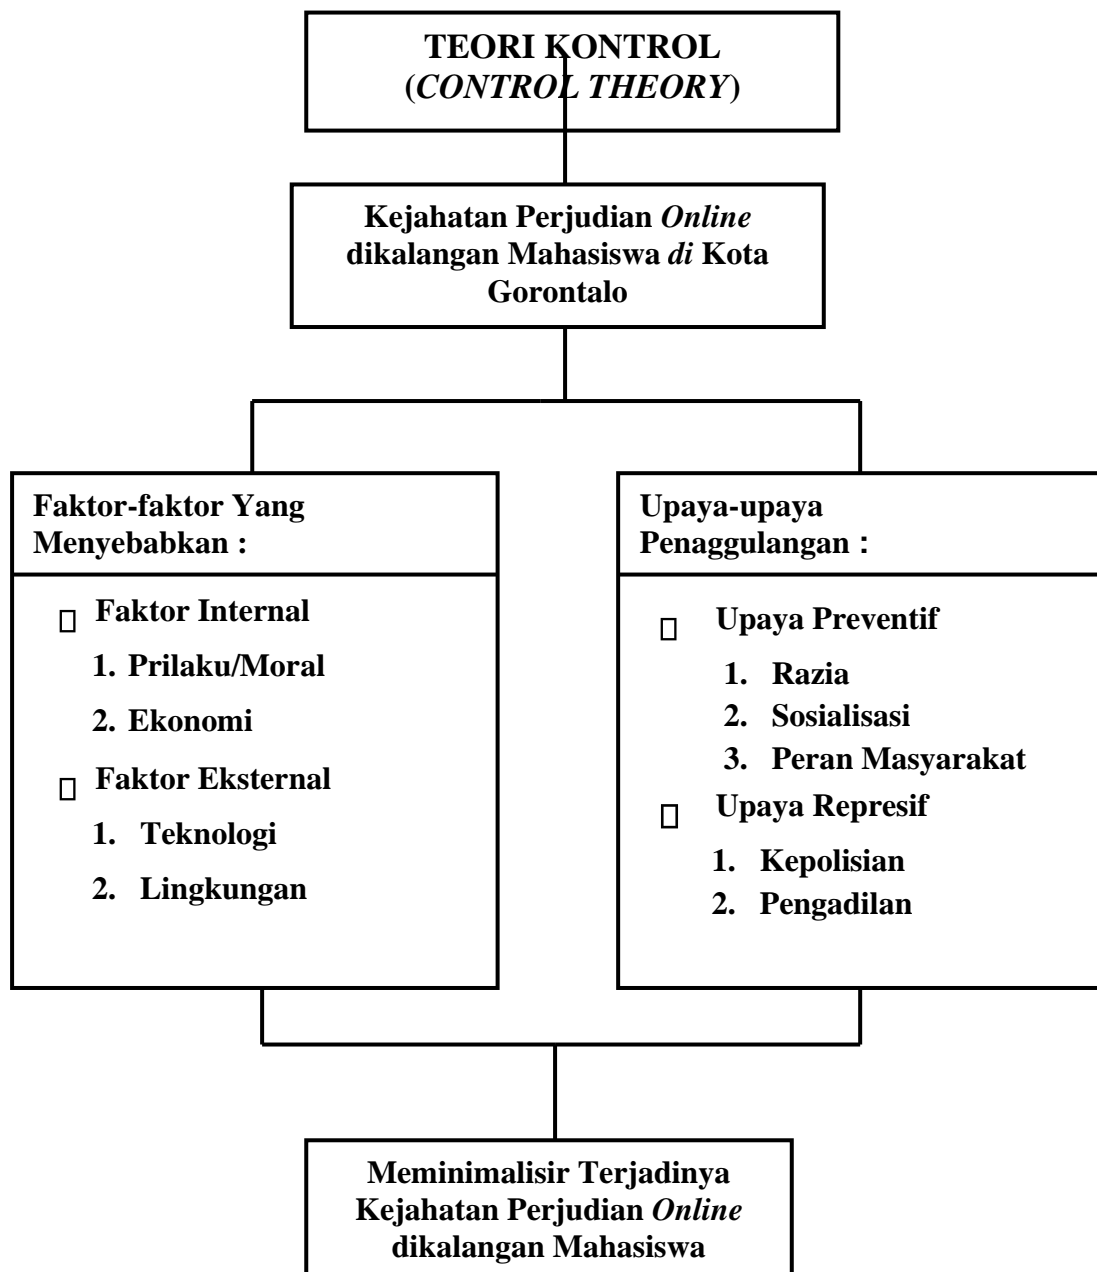 TEORI KONTROL
(CONTROL THEORY)
Kejahatan Perjudian Online
dikalangan Mahasiswa di Kota
Gorontalo
Faktor-faktor Yang
Menyebabkan :
Faktor Internal
1. Prilaku/Moral
2. Ekonomi
Faktor Eksternal
1. Teknologi
2. Lingkungan
Upaya-upaya
Penaggulangan :
Upaya Preventif
1. Razia
2. Sosialisasi
3. Peran Masyarakat
Upaya Represif
1. Kepolisian
2. Pengadilan
Meminimalisir Terjadinya
Kejahatan Perjudian Online
dikalangan Mahasiswa